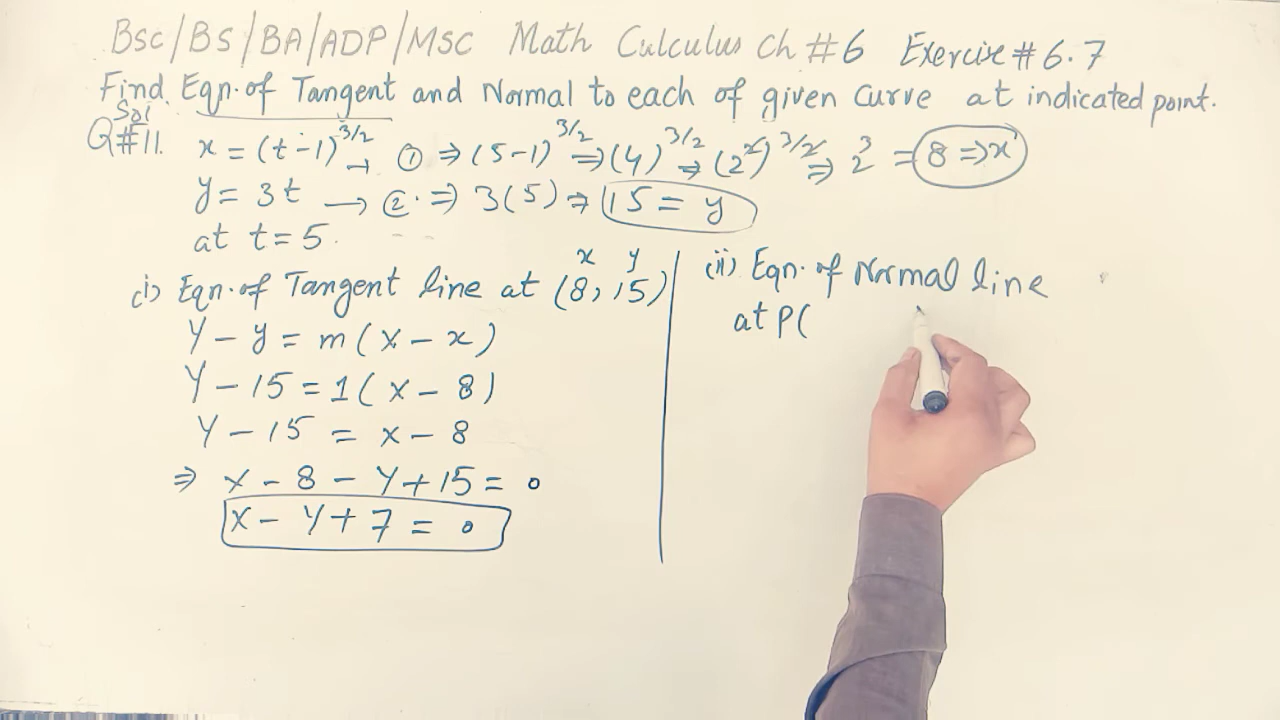 Bsc/BS/BA/ADP/MSC Math Culculus Ch #6 Exercise # 6.7
Find Eqn. of Tangent and Normal to each of given curve at indicated point.
Sol
Q#11. x = (t-1)^3/2 → ① ⇒ (5-1)^3/2 ⇒ (4)^3/2 ⇒ (2^2)^3/2 ⇒ 2^3 = 8 ⇒ x
y = 3t → ②. ⇒ 3(5) ⇒ 15 = y
at t = 5.
(i) Eqn. of Tangent line at (8, 15)
x y
Y - y = m (X - x)
Y - 15 = 1 (X - 8)
Y - 15 = X - 8
⇒ X - 8 - Y + 15 = 0
X - Y + 7 = 0
(ii) Eqn. of Normal line
at P(